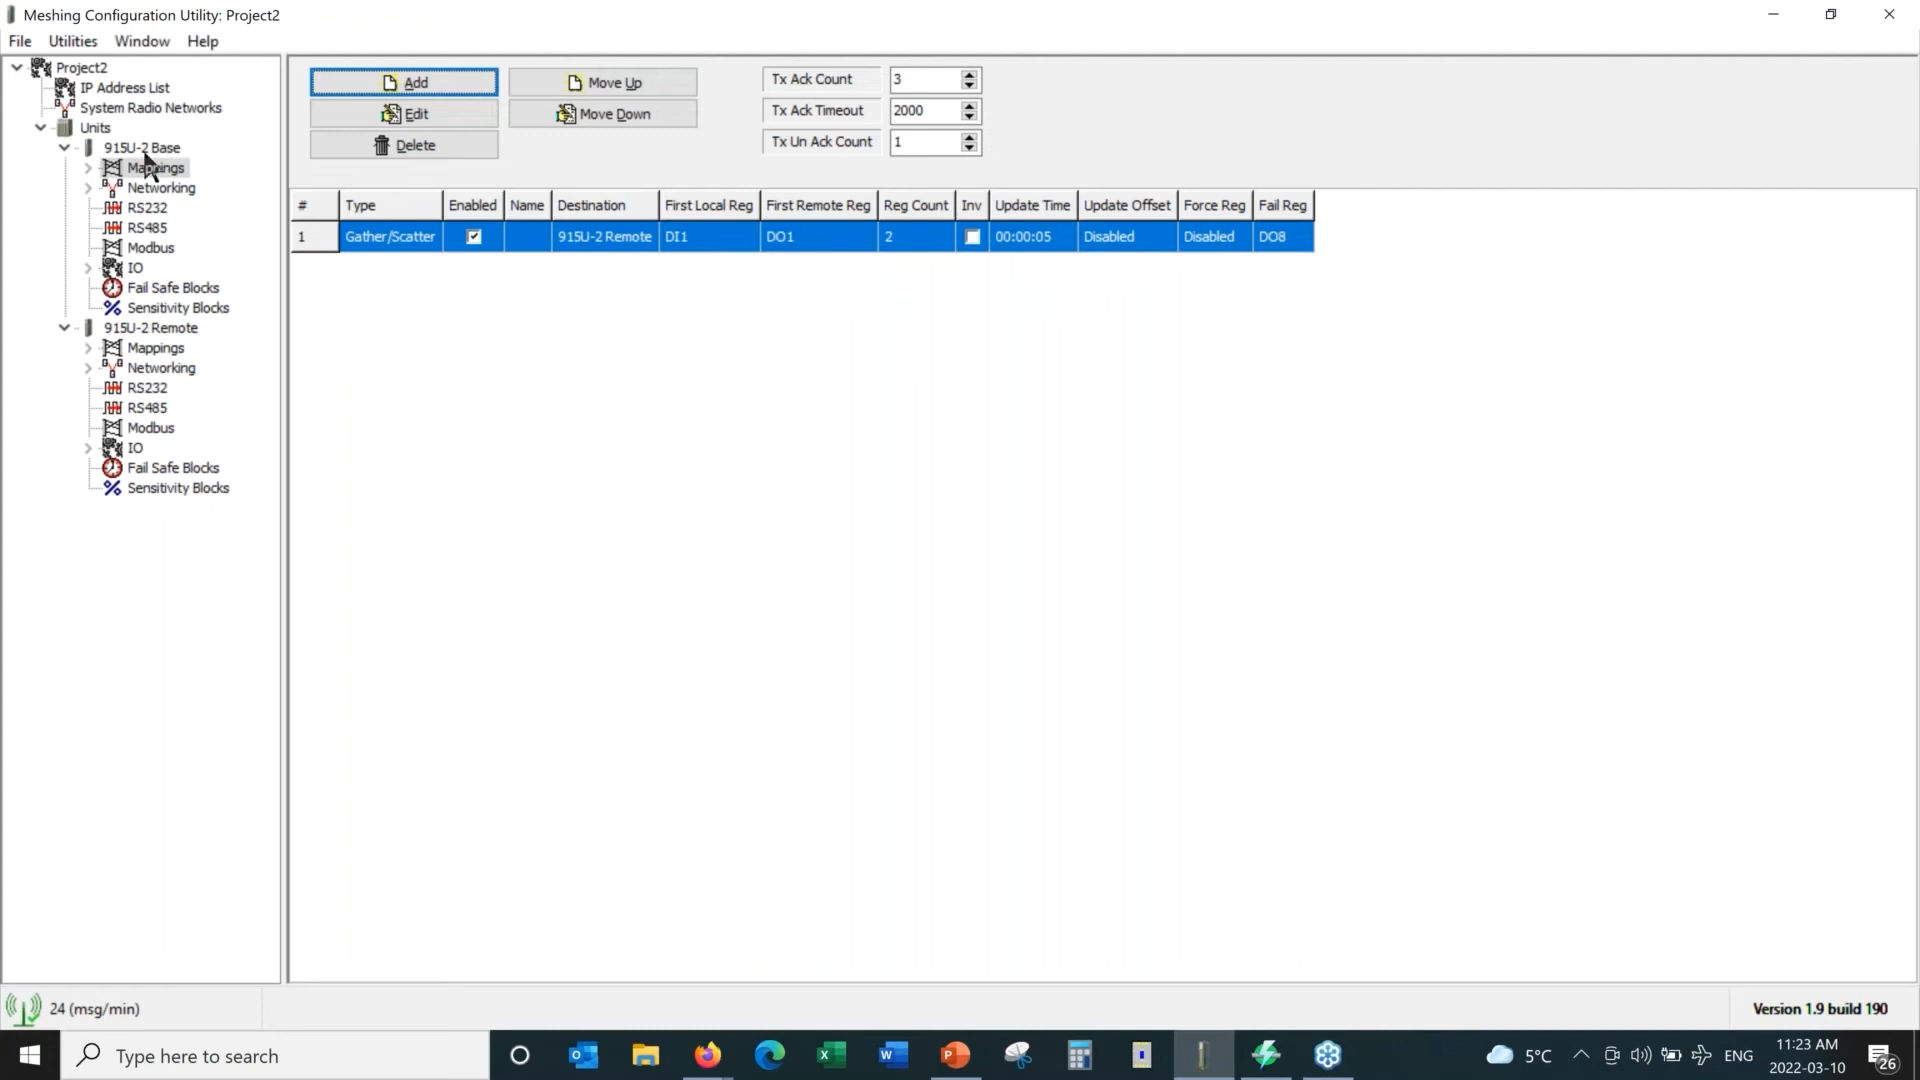 Meshing Configuration Utility: Project2
File Utilities Window Help
Project2
IP Address List
System Radio Networks
Units
915U-2 Base
Mappings
Networking
RS232
RS485
Modbus
IO
Fail Safe Blocks
Sensitivity Blocks
915U-2 Remote
Mappings
Networking
RS232
RS485
Modbus
IO
Fail Safe Blocks
Sensitivity Blocks
Add Move Up
Edit Move Down
Delete
Tx Ack Count 3
Tx Ack Timeout 2000
Tx Un Ack Count 1
# Type Enabled Name Destination First Local Reg First Remote Reg Reg Count Inv Update Time Update Offset Force Reg Fail Reg
1 Gather/Scatter 915U-2 Remote DI1 DO1 2 00:00:05 Disabled Disabled DO8
24 (msg/min)
Version 1.9 build 190
Type here to search
5°C
ENG
11:23 AM
2022-03-10
26